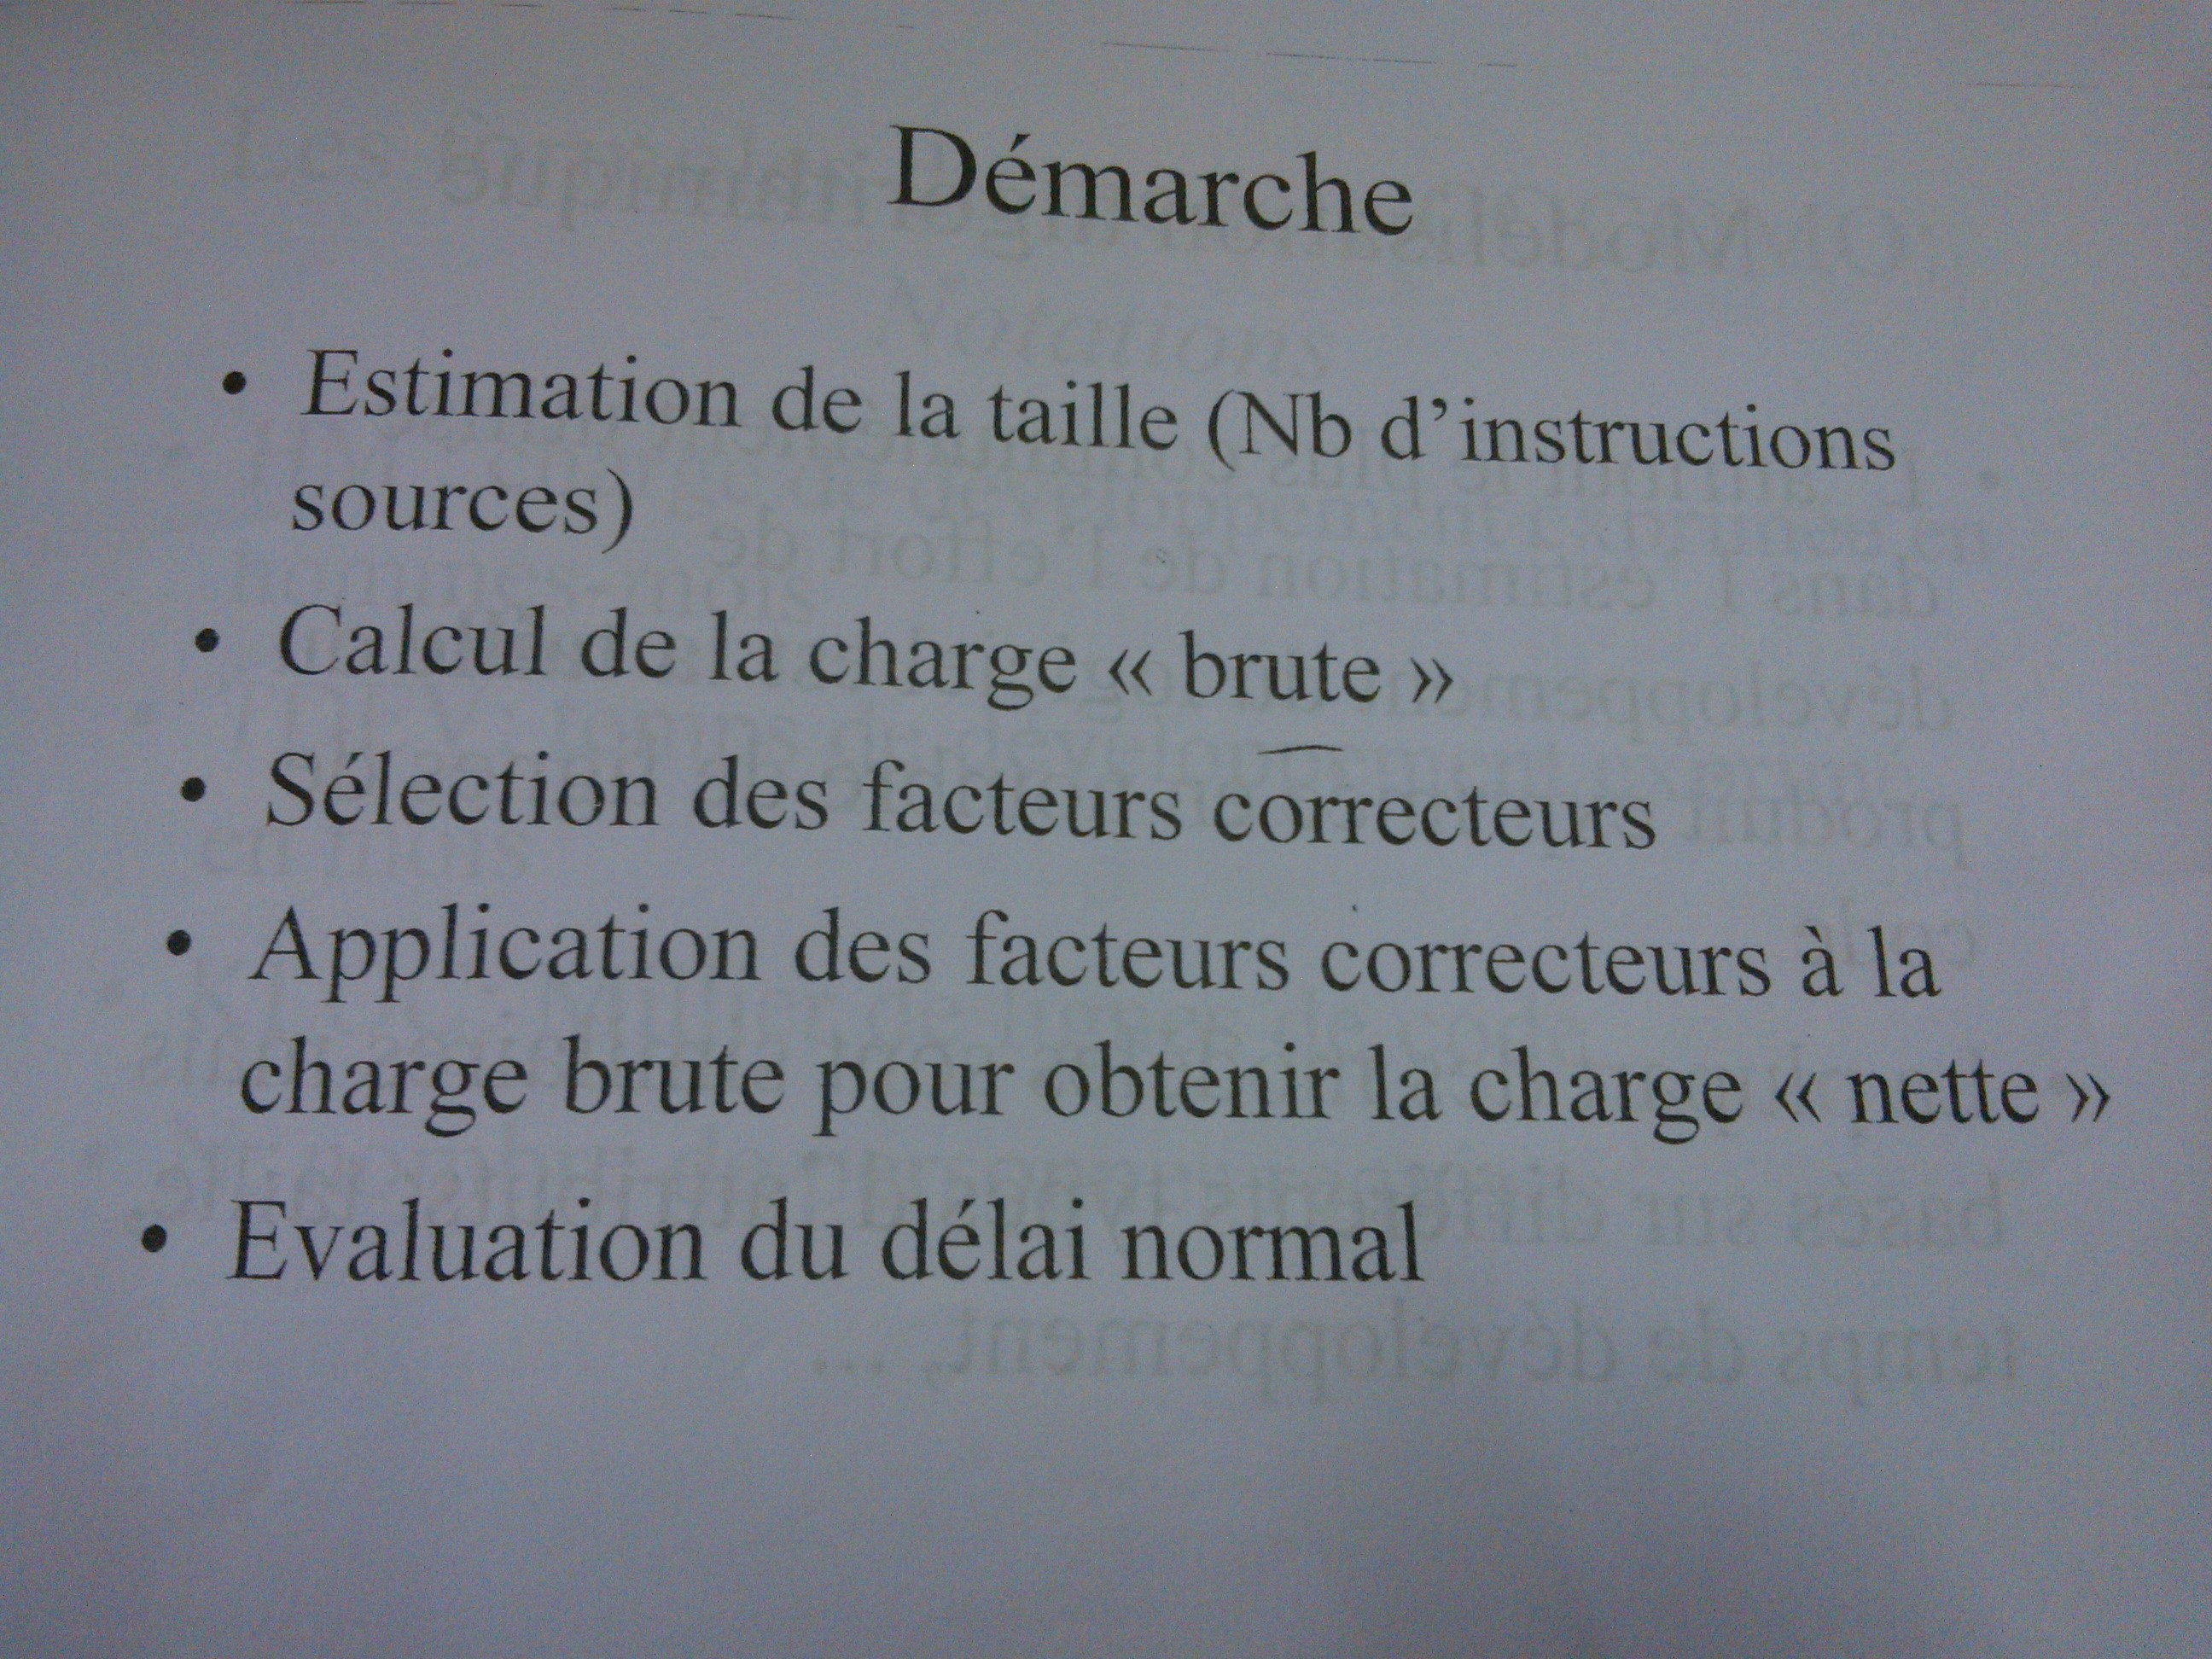 Démarche
• Estimation de la taille (Nb d’instructions
sources)
• Calcul de la charge « brute »
• Sélection des facteurs correcteurs
• Application des facteurs correcteurs à la
charge brute pour obtenir la charge « nette »
• Evaluation du délai normal